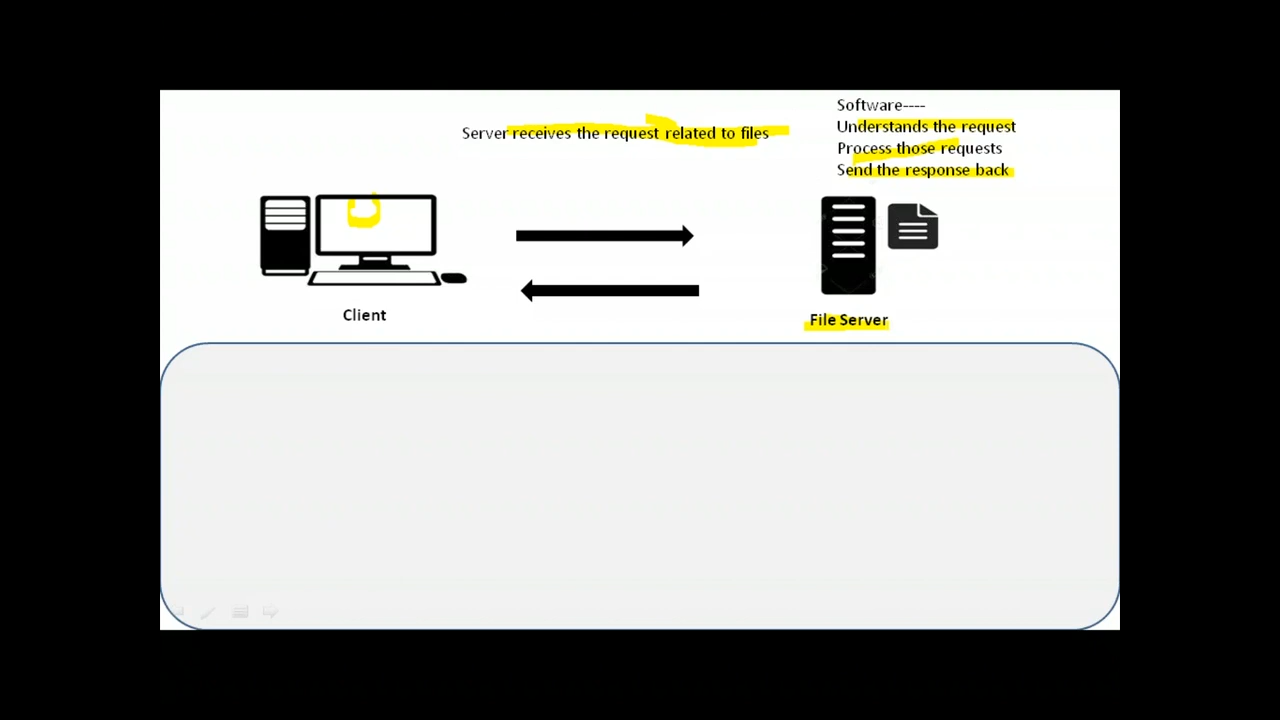 Software----
Server receives the request related to files
Understands the request
Process those requests
Send the response back
Client
File Server